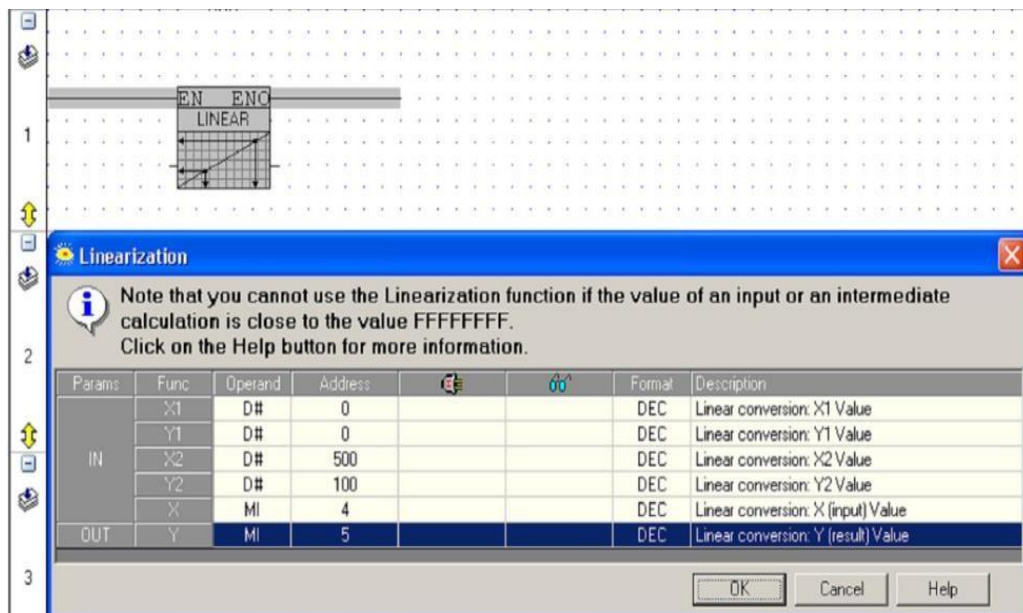 1
EN ENO
LINEAR
2
3
Linearization
Note that you cannot use the Linearization function if the value of an input or an intermediate
calculation is close to the value FFFFFFFF.
Click on the Help button for more information.
Params Func Operand Address Format Description
IN
X1 D# 0 DEC Linear conversion: X1 Value
Y1 D# 0 DEC Linear conversion: Y1 Value
X2 D# 500 DEC Linear conversion: X2 Value
Y2 D# 100 DEC Linear conversion: Y2 Value
X MI 4 DEC Linear conversion: X (input) Value
OUT Y MI 5 DEC Linear conversion: Y (result) Value
OK Cancel Help